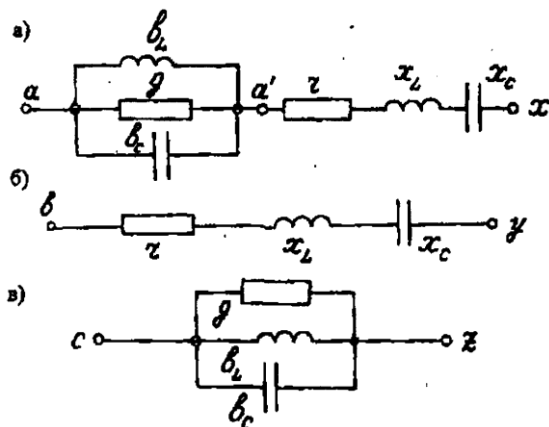 а)
b_L
a
g
a'
r
x_L
x_C
x
b_C
б)
b
r
x_L
x_C
y
в)
g
c
z
b_L
b_C